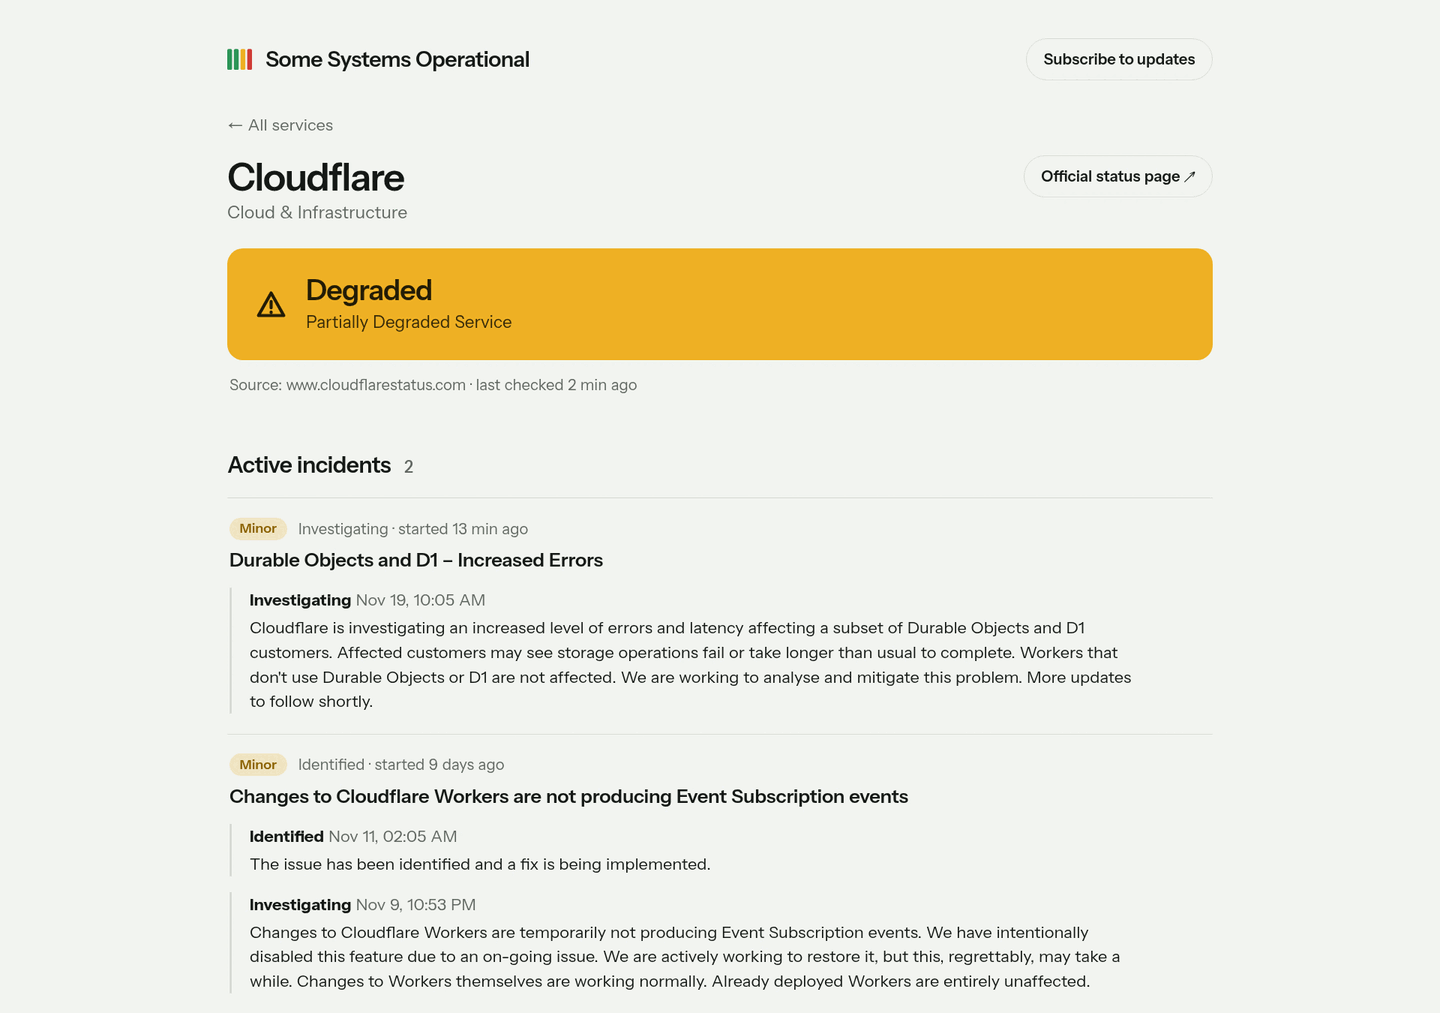 Some Systems Operational
Subscribe to updates
← All services
Cloudflare
Official status page ↗
Cloud & Infrastructure
Degraded
Partially Degraded Service
Source: www.cloudflarestatus.com · last checked 2 min ago
Active incidents 2
Minor Investigating · started 13 min ago
Durable Objects and D1 – Increased Errors
Investigating Nov 19, 10:05 AM
Cloudflare is investigating an increased level of errors and latency affecting a subset of Durable Objects and D1
customers. Affected customers may see storage operations fail or take longer than usual to complete. Workers that
don't use Durable Objects or D1 are not affected. We are working to analyse and mitigate this problem. More updates
to follow shortly.
Minor Identified · started 9 days ago
Changes to Cloudflare Workers are not producing Event Subscription events
Identified Nov 11, 02:05 AM
The issue has been identified and a fix is being implemented.
Investigating Nov 9, 10:53 PM
Changes to Cloudflare Workers are temporarily not producing Event Subscription events. We have intentionally
disabled this feature due to an on-going issue. We are actively working to restore it, but this, regrettably, may take a
while. Changes to Workers themselves are working normally. Already deployed Workers are entirely unaffected.